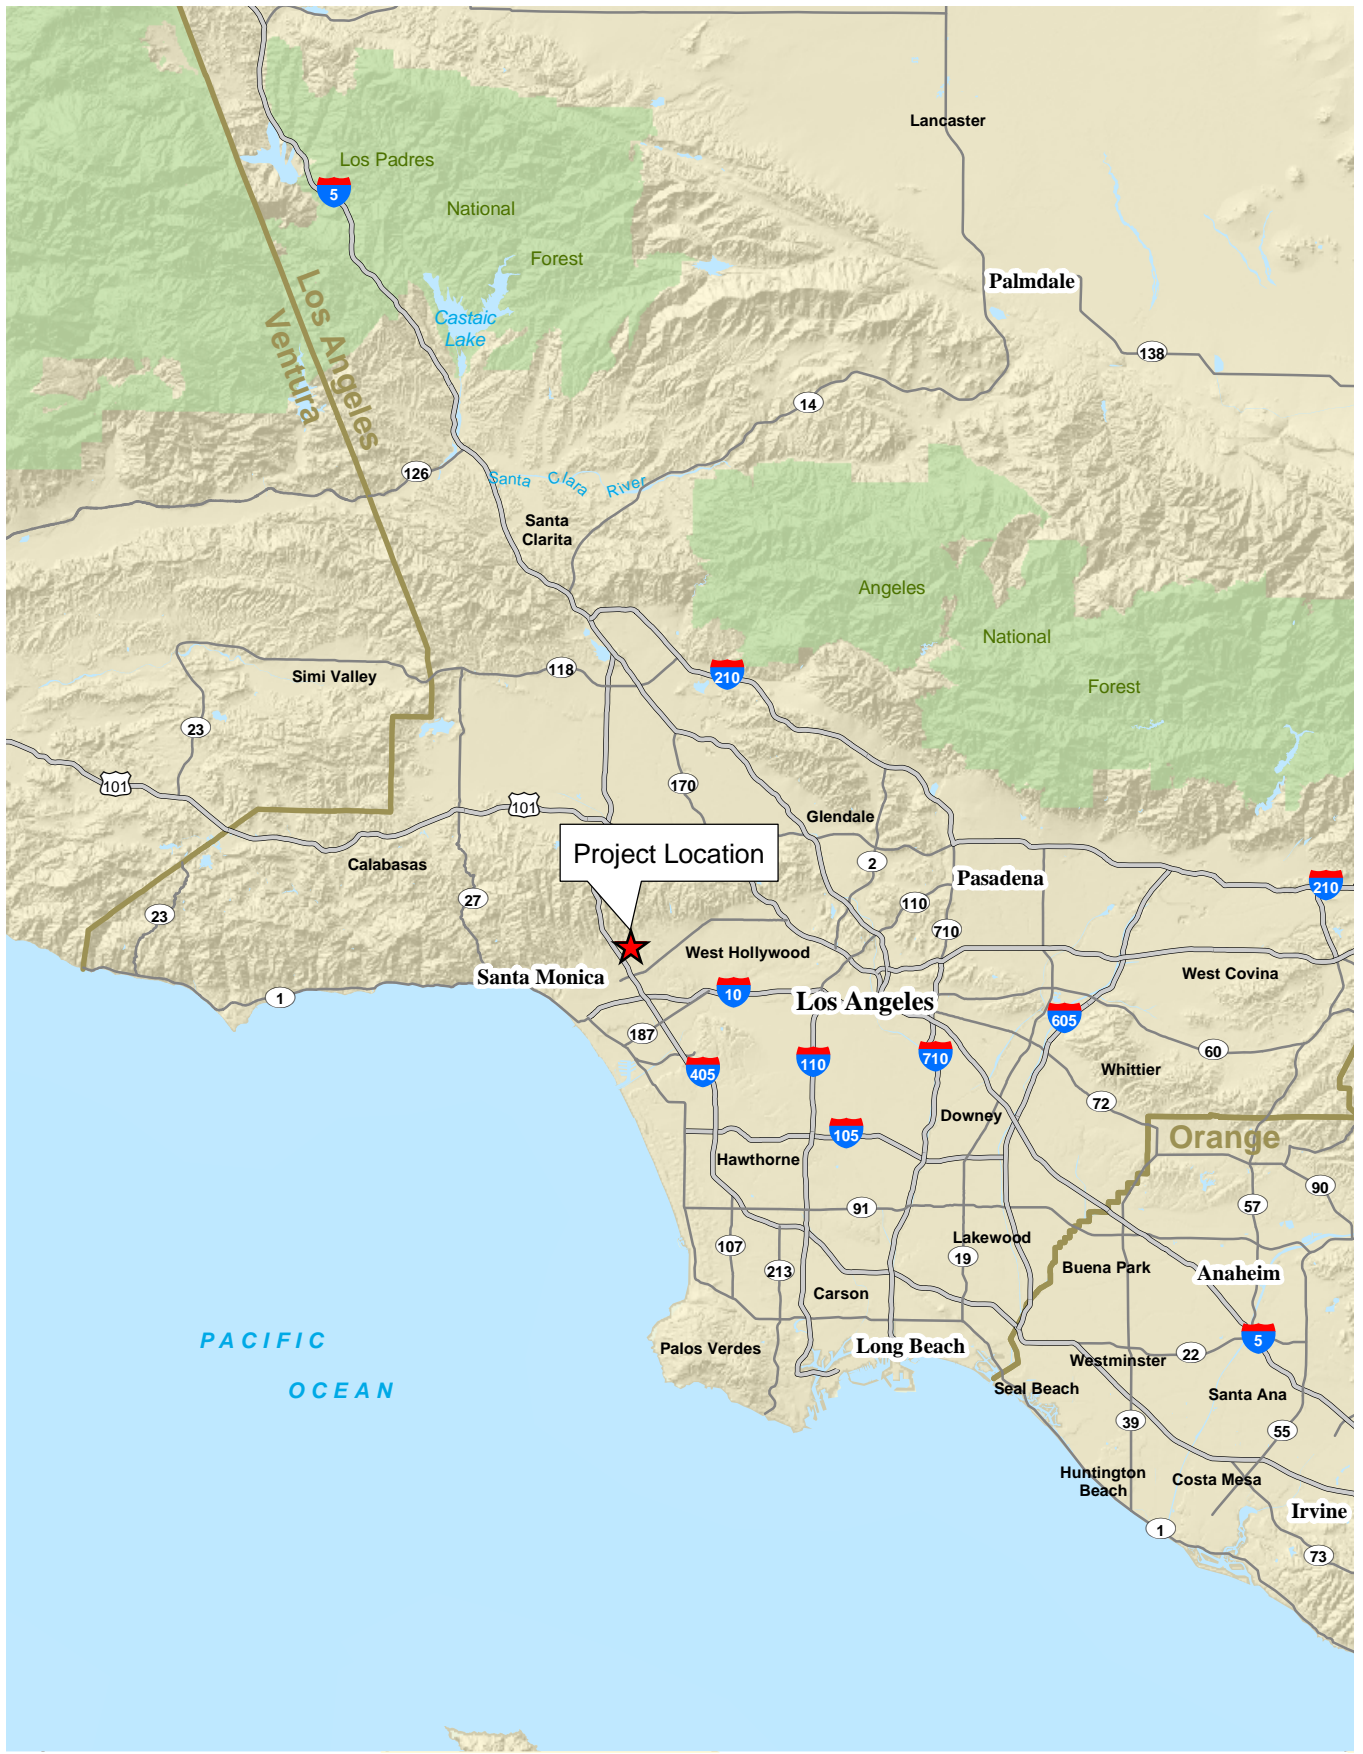 Lancaster
Los Padres
5
National
Forest
Palmdale
Los Angeles
Ventura
Castaic
Lake
138
14
126
Santa Clara River
Santa
Clarita
Angeles
National
Forest
Simi Valley
118
210
23
101
101
170
Glendale
Project Location
Calabasas
2
Pasadena
210
27
110
23
710
West Hollywood
Santa Monica
West Covina
1
10
Los Angeles
605
187
60
405
110
710
Whittier
72
Downey
105
Orange
Hawthorne
90
91
57
107
Lakewood
19
213
Buena Park
Anaheim
Carson
PACIFIC
OCEAN
Palos Verdes
Long Beach
5
22
Westminster
Seal Beach
Santa Ana
39
55
Huntington
Beach
Costa Mesa
Irvine
1
73